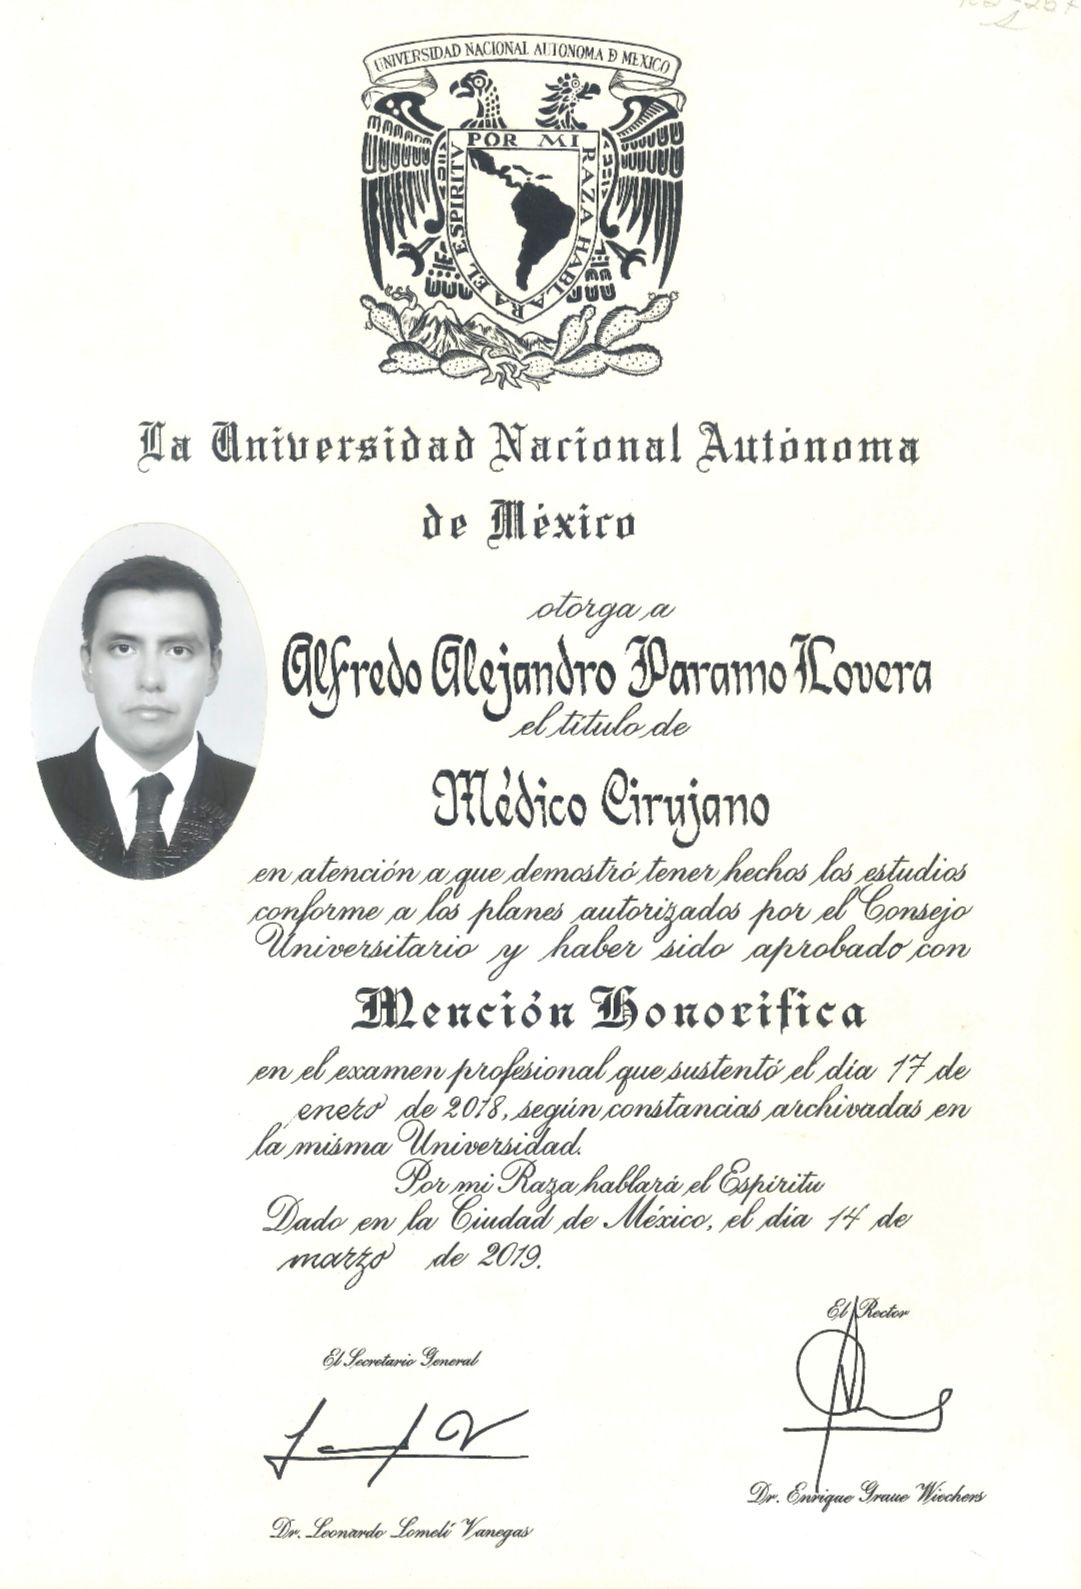 UNIVERSIDAD NACIONAL AUTONOMA D MEXICO
POR MI RAZA HABLARA EL ESPIRITV
La Universidad Nacional Autónoma
de México
otorga a
Alfredo Alejandro Paramo Lovera
el título de
Médico Cirujano
en atención a que demostró tener hechos los estudios
conforme a los planes autorizados por el Consejo
Universitario y haber sido aprobado con
Mención Honorífica
en el examen profesional que sustentó el día 17 de
enero de 2018, según constancias archivadas en
la misma Universidad.
Por mi Raza hablará el Espíritu
Dado en la Ciudad de México, el día 14 de
marzo de 2019.
El Rector
El Secretario General
Dr. Enrique Graue Wiechers
Dr. Leonardo Lomelí Vanegas